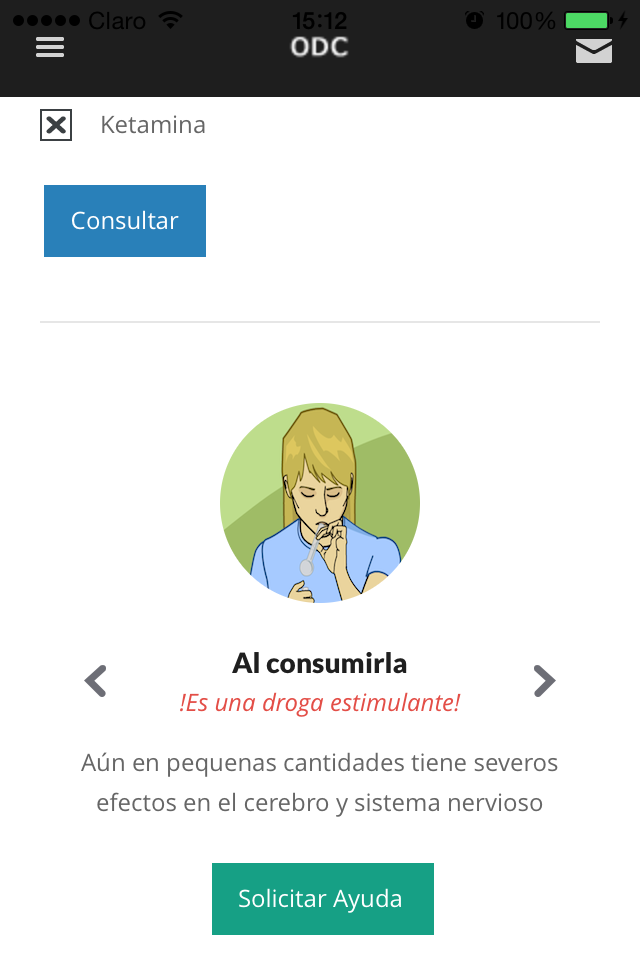 Claro 15:12 100%
ODC
Ketamina
Consultar
Al consumirla
!Es una droga estimulante!
Aún en pequenas cantidades tiene severos
efectos en el cerebro y sistema nervioso
Solicitar Ayuda